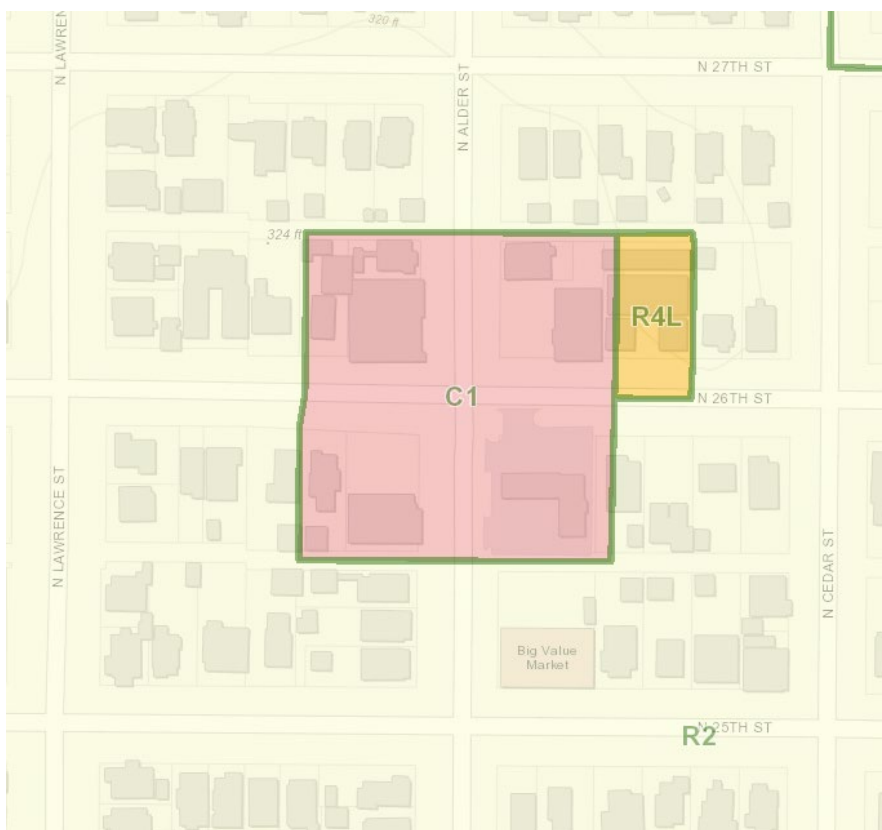 320 ft
N LAWREN
N 27TH ST
N ALDER ST
324 ft
R4L
C1
N 26TH ST
N LAWRENCE ST
N CEDAR ST
Big Value
Market
N 25TH ST
R2